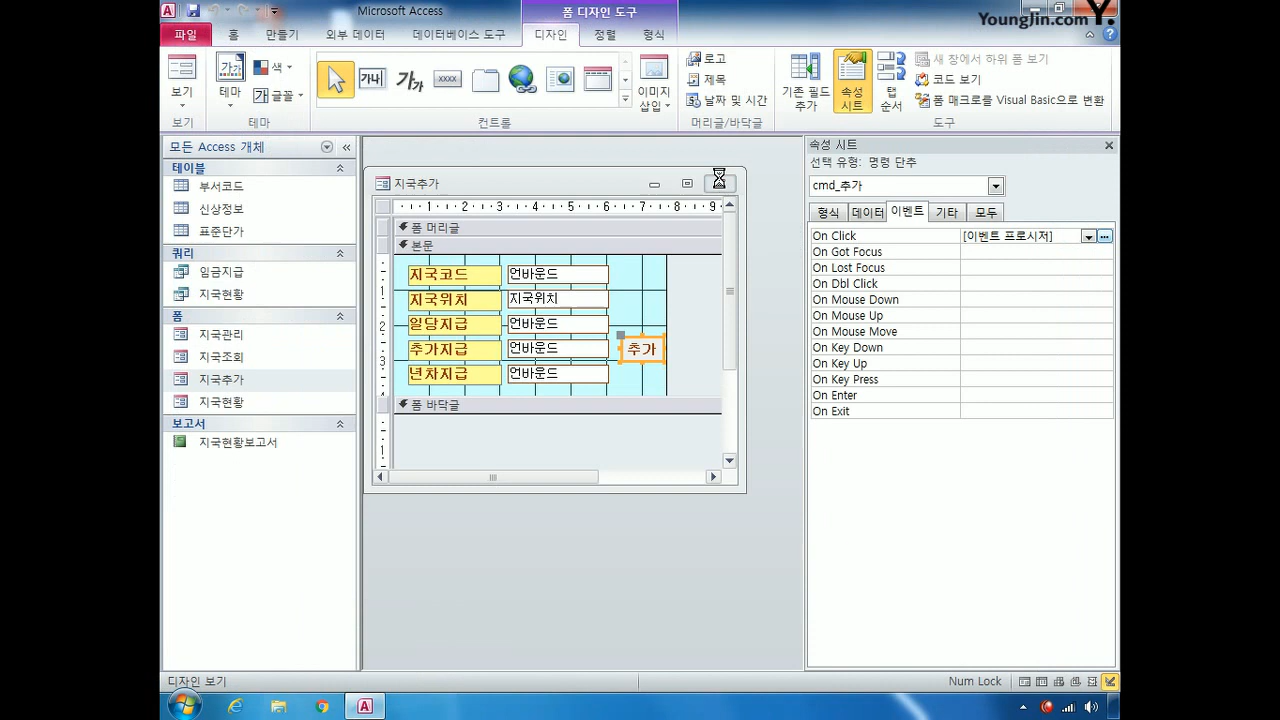 Microsoft Access
폼 디자인 도구
YoungJin.com Y.
파일 홈 만들기 외부 데이터 데이터베이스 도구 디자인 정렬 형식
보기
보기
테마
색
글꼴
테마
가나
가가
xxxx
컨트롤
이미지
삽입
로고
제목
날짜 및 시간
머리글/바닥글
기존 필드
추가
속성
시트
탭
순서
새 창에서 하위 폼 보기
코드 보기
폼 매크로를 Visual Basic으로 변환
도구
모든 Access 개체
테이블
부서코드
신상정보
표준단가
쿼리
임금지급
지국현황
폼
지국관리
지국조회
지국추가
지국현황
보고서
지국현황보고서
지국추가
1 2 3 4 5 6 7 8 9
폼 머리글
본문
지국코드 언바운드
지국위치 지국위치
일당지급 언바운드
추가지급 언바운드 추가
년차지급 언바운드
폼 바닥글
속성 시트
선택 유형: 명령 단추
cmd_추가
형식 데이터 이벤트 기타 모두
On Click [이벤트 프로시저]
On Got Focus
On Lost Focus
On Dbl Click
On Mouse Down
On Mouse Up
On Mouse Move
On Key Down
On Key Up
On Key Press
On Enter
On Exit
디자인 보기
Num Lock